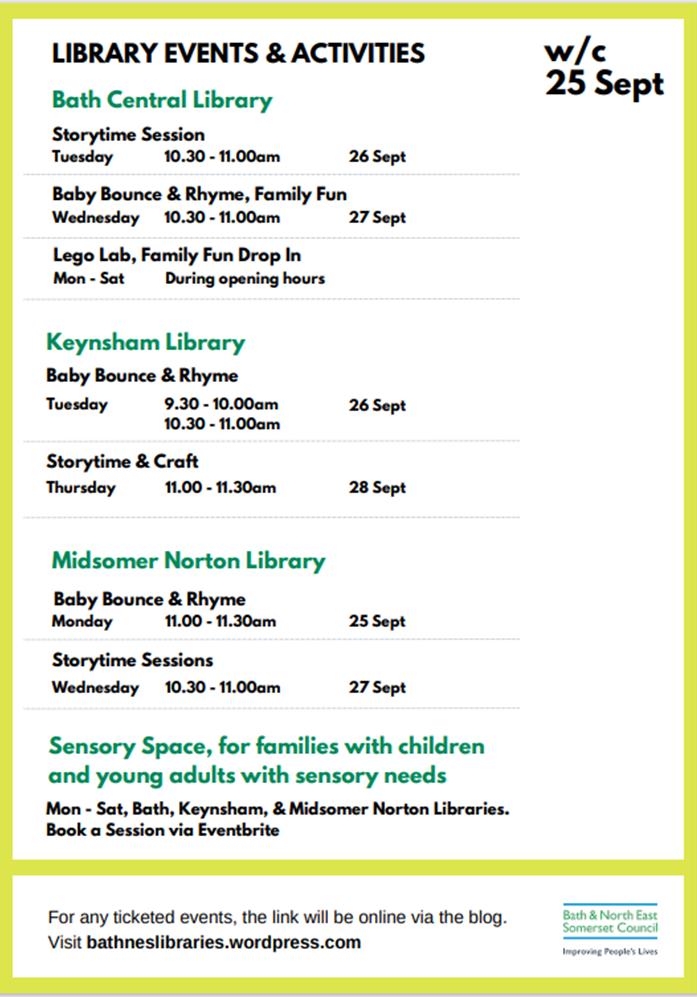 LIBRARY EVENTS & ACTIVITIES
w/c
25 Sept
Bath Central Library
Storytime Session
Tuesday 10.30 - 11.00am 26 Sept
Baby Bounce & Rhyme, Family Fun
Wednesday 10.30 - 11.00am 27 Sept
Lego Lab, Family Fun Drop In
Mon - Sat During opening hours
Keynsham Library
Baby Bounce & Rhyme
Tuesday 9.30 - 10.00am 26 Sept
10.30 - 11.00am
Storytime & Craft
Thursday 11.00 - 11.30am 28 Sept
Midsomer Norton Library
Baby Bounce & Rhyme
Monday 11.00 - 11.30am 25 Sept
Storytime Sessions
Wednesday 10.30 - 11.00am 27 Sept
Sensory Space, for families with children
and young adults with sensory needs
Mon - Sat, Bath, Keynsham, & Midsomer Norton Libraries.
Book a Session via Eventbrite
For any ticketed events, the link will be online via the blog.
Visit bathneslibraries.wordpress.com
Bath & North East
Somerset Council
Improving People's Lives